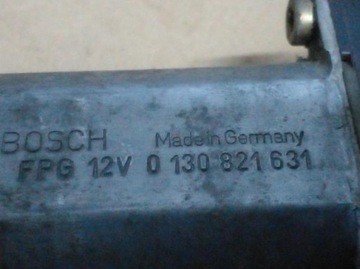 BOSCH Made in Germany
FPG 12V 0 130 821 631